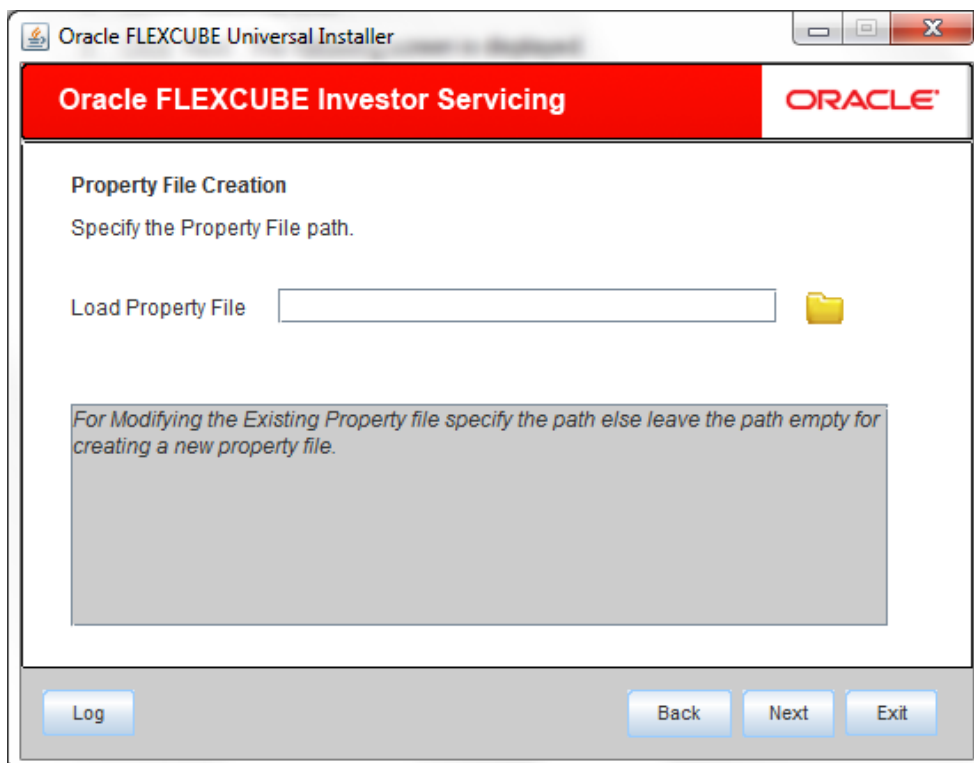 Oracle FLEXCUBE Universal Installer
Oracle FLEXCUBE Investor Servicing
ORACLE
Property File Creation
Specify the Property File path.
Load Property File
For Modifying the Existing Property file specify the path else leave the path empty for
creating a new property file.
Log
Back
Next
Exit